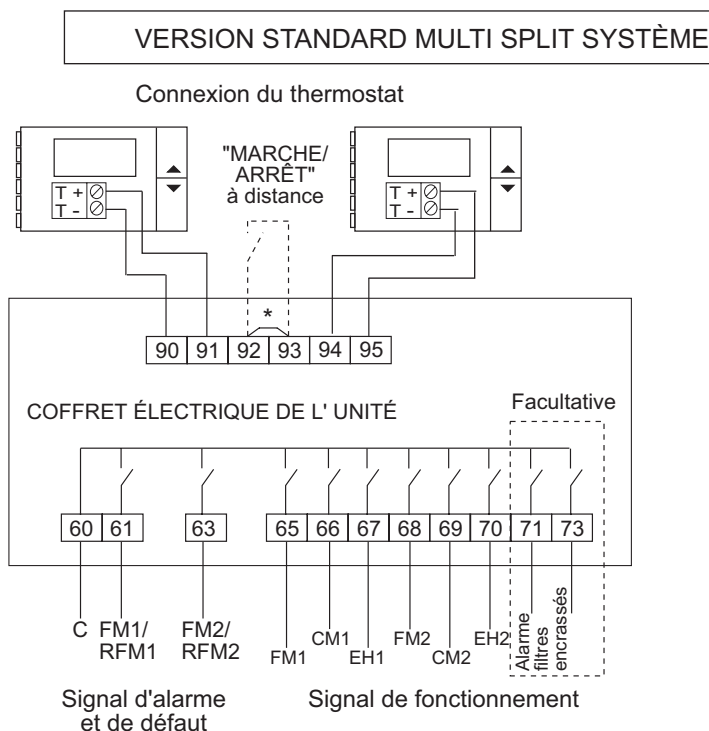 VERSION STANDARD MULTI SPLIT SYSTÈME
Connexion du thermostat
"MARCHE/
ARRÊT"
à distance
T +
T -
T +
T -
*
90 91 92 93 94 95
COFFRET ÉLECTRIQUE DE L' UNITÉ
Facultative
60 61 63 65 66 67 68 69 70 71 73
C FM1/
RFM1
FM2/
RFM2
FM1
CM1
EH1
FM2
CM2
EH2
Alarme
filtres
encrassés
Signal d'alarme
et de défaut
Signal de fonctionnement